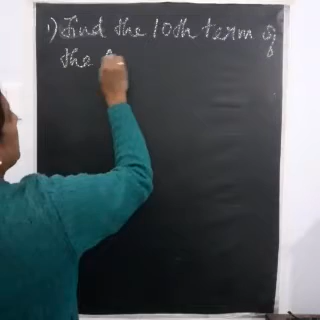 1) Find the 10th term of
the